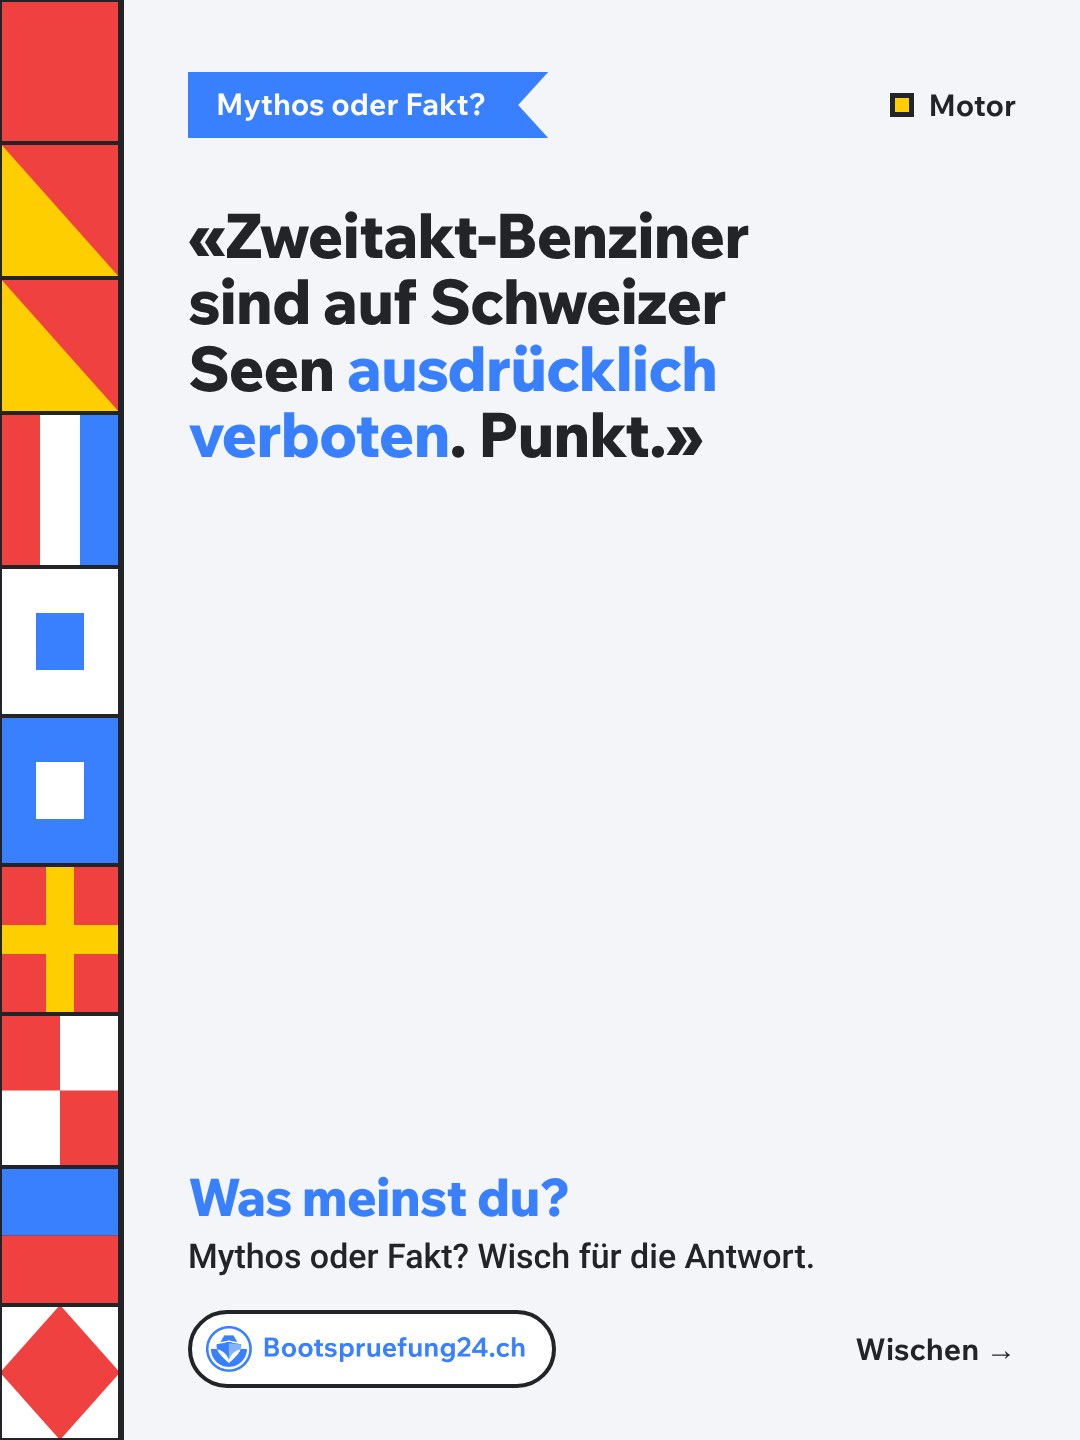 Mythos oder Fakt?
Motor
«Zweitakt-Benziner
sind auf Schweizer
Seen ausdrücklich
verboten. Punkt.»
Was meinst du?
Mythos oder Fakt? Wisch für die Antwort.
Bootspruefung24.ch
Wischen →